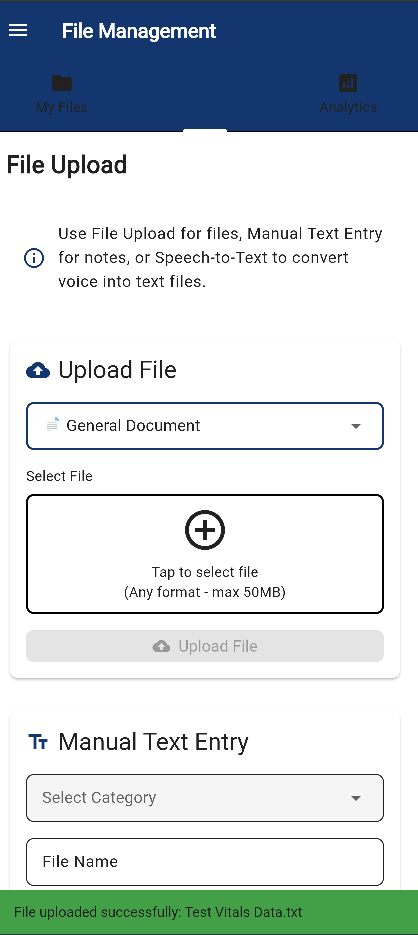 File Management
My Files
Analytics
File Upload
Use File Upload for files, Manual Text Entry
for notes, or Speech-to-Text to convert
voice into text files.
Upload File
General Document
Select File
Tap to select file
(Any format - max 50MB)
Upload File
Manual Text Entry
Select Category
File Name
File uploaded successfully: Test Vitals Data.txt